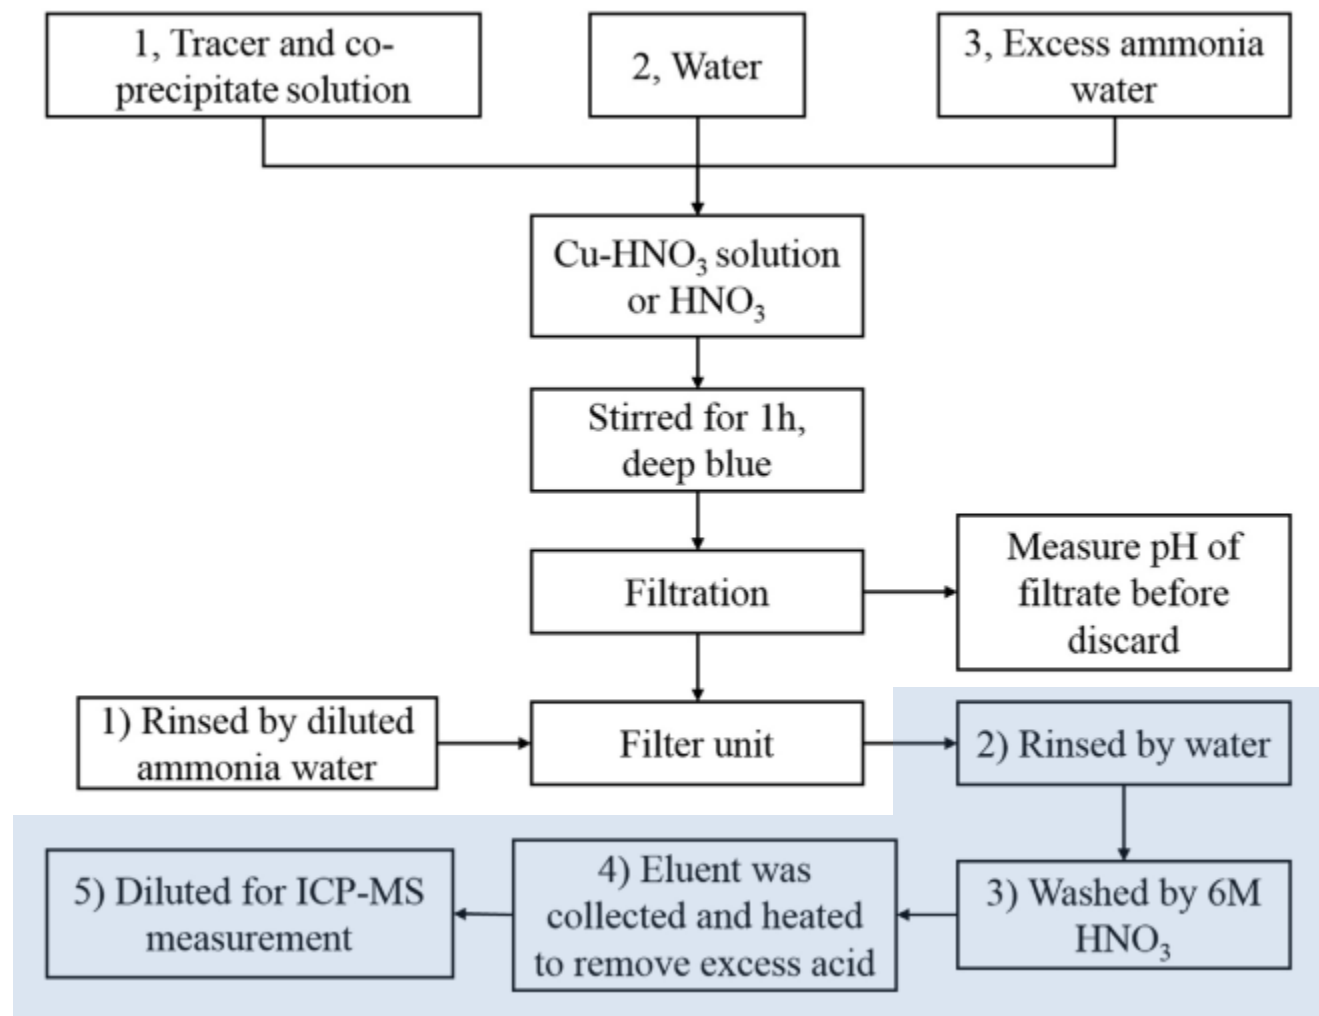 1, Tracer and co-
precipitate solution
2, Water
3, Excess ammonia
water
Cu-HNO₃ solution
or HNO₃
Stirred for 1h,
deep blue
Filtration
Measure pH of
filtrate before
discard
1) Rinsed by diluted
ammonia water
Filter unit
2) Rinsed by water
3) Washed by 6M
HNO₃
4) Eluent was
collected and heated
to remove excess acid
5) Diluted for ICP-MS
measurement